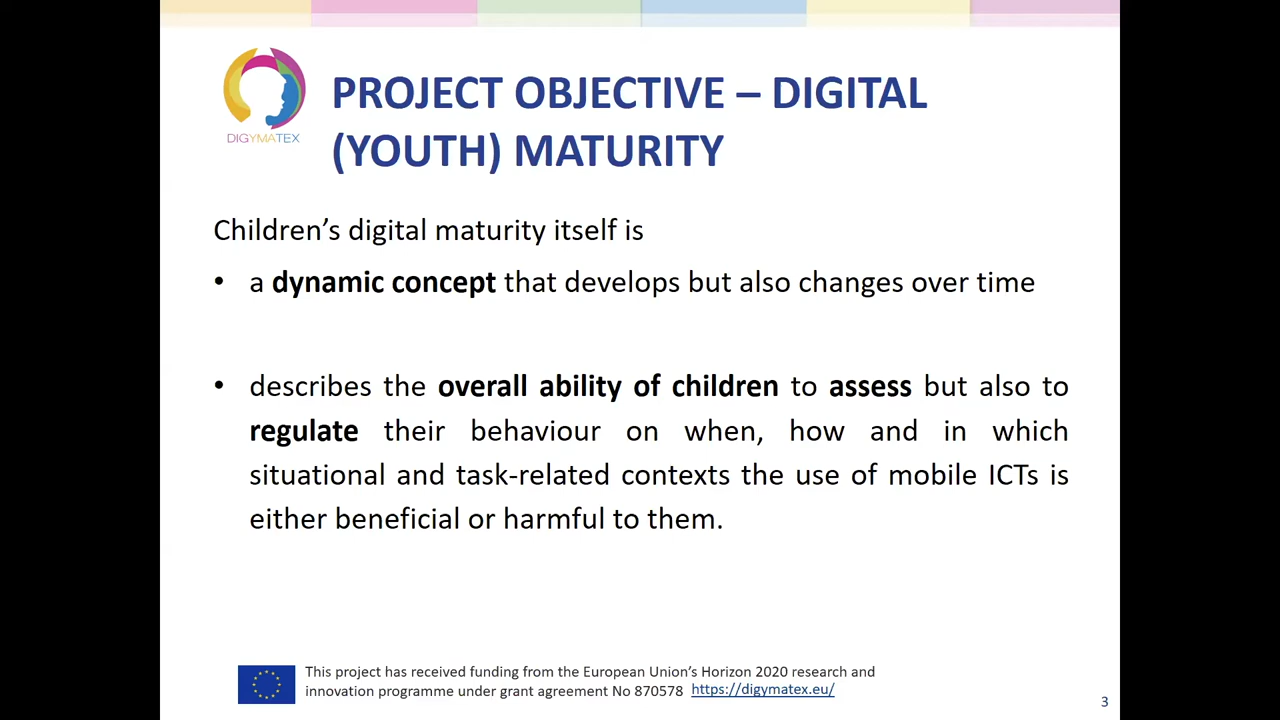 DIGYMATEX
PROJECT OBJECTIVE – DIGITAL
(YOUTH) MATURITY
Children’s digital maturity itself is
• a dynamic concept that develops but also changes over time
• describes the overall ability of children to assess but also to
regulate their behaviour on when, how and in which
situational and task-related contexts the use of mobile ICTs is
either beneficial or harmful to them.
This project has received funding from the European Union’s Horizon 2020 research and
innovation programme under grant agreement No 870578 https://digymatex.eu/
3